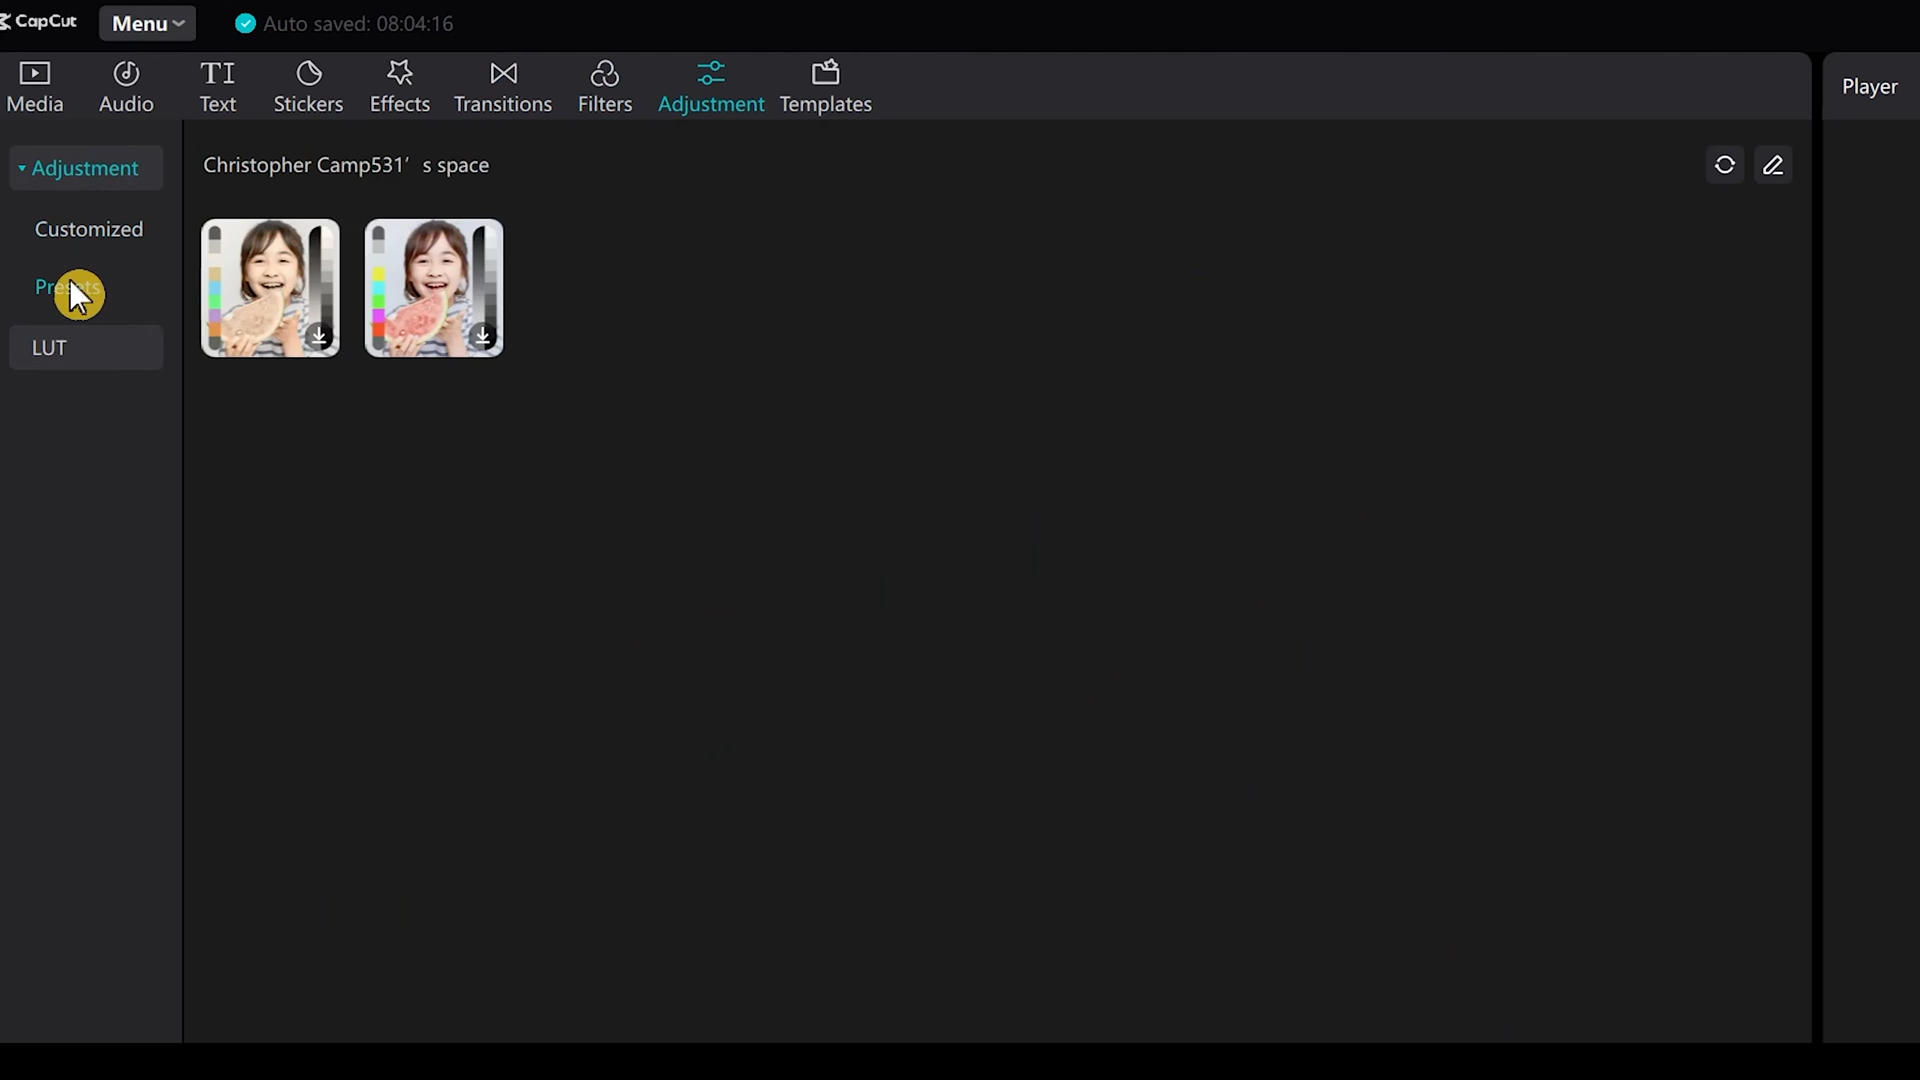 CapCut
Menu
Auto saved: 08:04:16
Media
Audio
Text
Stickers
Effects
Transitions
Filters
Adjustment
Templates
Player
Adjustment
Christopher Camp531' s space
Customized
Presets
LUT